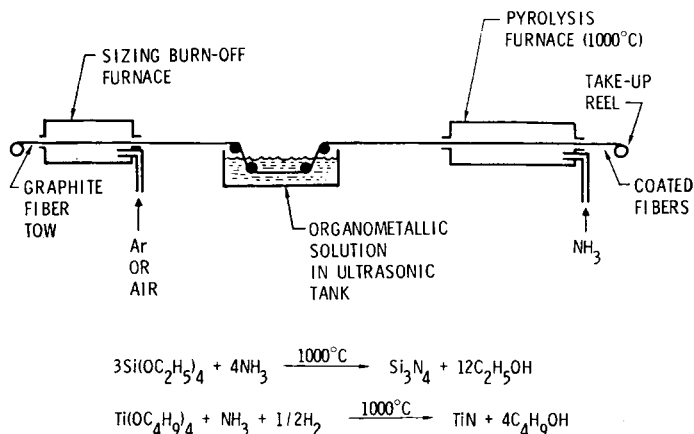 SIZING BURN-OFF
FURNACE
PYROLYSIS
FURNACE (1000°C)
TAKE-UP
REEL
GRAPHITE
FIBER
TOW
Ar
OR
AIR
ORGANOMETALLIC
SOLUTION
IN ULTRASONIC
TANK
NH3
COATED
FIBERS
3Si(OC2H5)4 + 4NH3 1000°C Si3N4 + 12C2H5OH
Ti(OC4H9)4 + NH3 + 1/2H2 1000°C TiN + 4C4H9OH